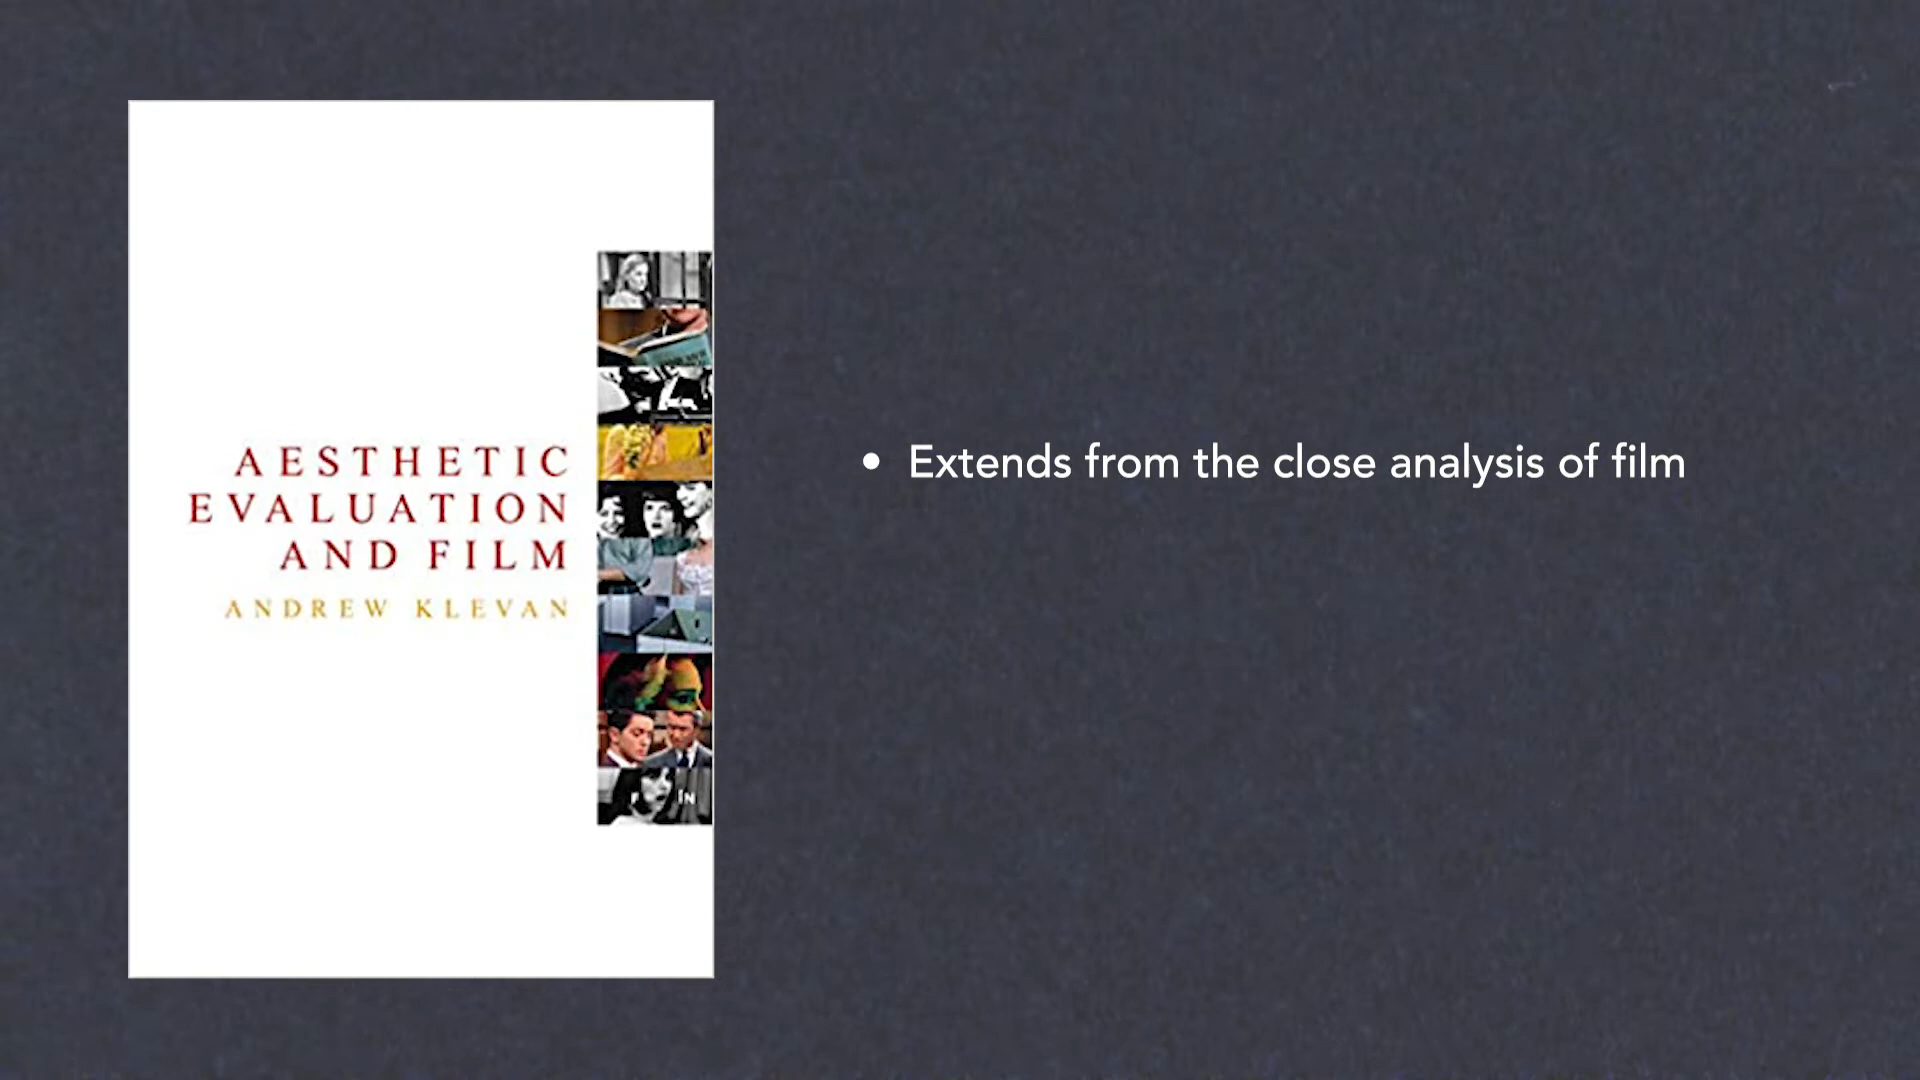 AESTHETIC
EVALUATION
AND FILM
ANDREW KLEVAN
• Extends from the close analysis of film